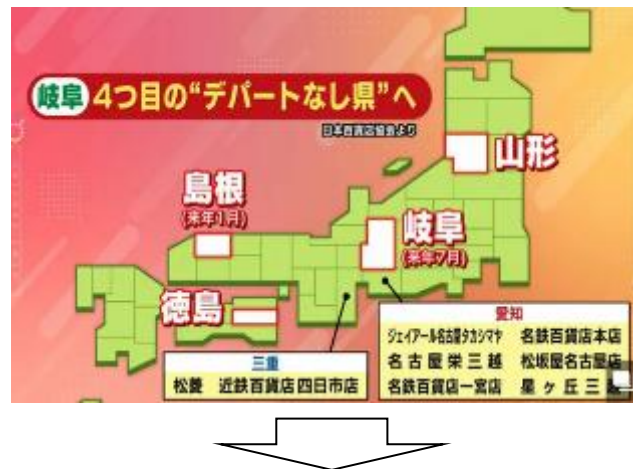 岐阜 4つ目の“デパートなし県”へ
日本百貨店協会より
山形
島根
(来年1月)
岐阜
(来年7月)
徳島
愛知
ジェイアール名古屋タカシマヤ 名鉄百貨店本店
名古屋栄三越 松坂屋名古屋店
名鉄百貨店一宮店 星ヶ丘三越
三重
松菱 近鉄百貨店四日市店